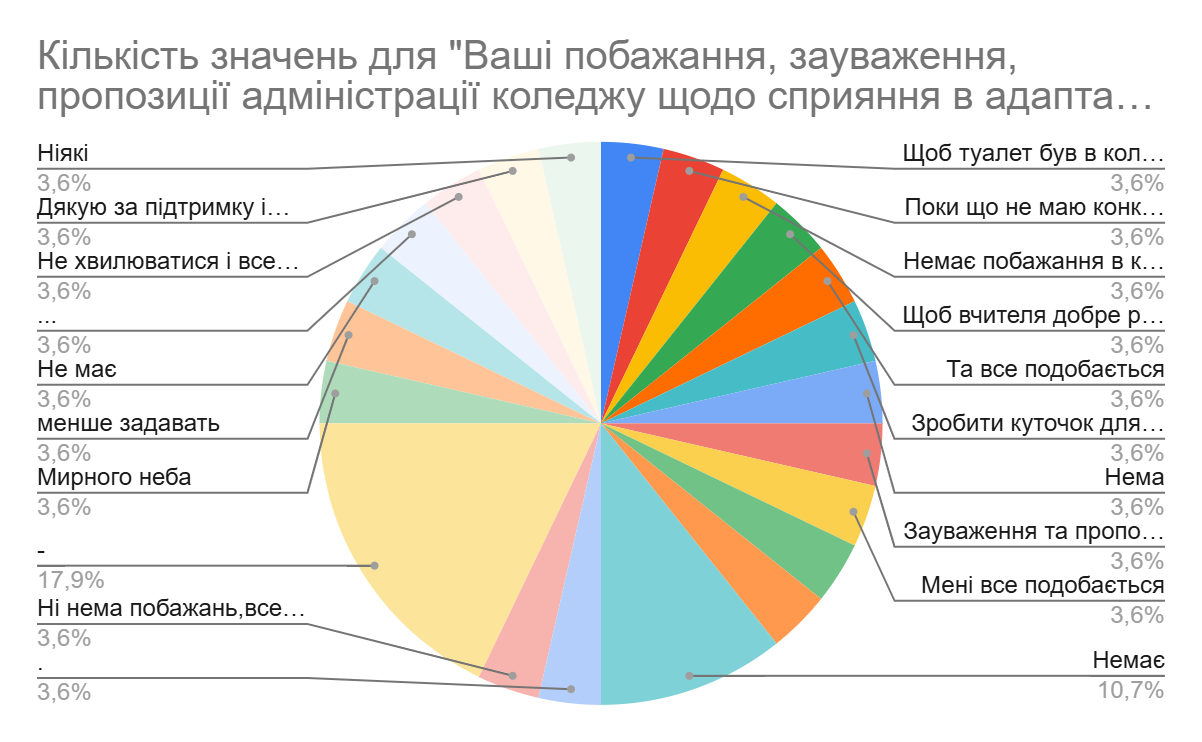 Кількість значень для "Ваші побажання, зауваження,
пропозиції адміністрації коледжу щодо сприяння в адапта…
Ніякі
3,6%
Дякую за підтримку і…
3,6%
Не хвилюватися і все…
3,6%
...
3,6%
Не має
3,6%
менше задавать
3,6%
Мирного неба
3,6%
-
17,9%
Ні нема побажань,все…
3,6%
.
3,6%
Щоб туалет був в кол…
3,6%
Поки що не маю конк…
3,6%
Немає побажання в к…
3,6%
Щоб вчителя добре р…
3,6%
Та все подобається
3,6%
Зробити куточок для…
3,6%
Нема
3,6%
Зауваження та пропо…
3,6%
Мені все подобається
3,6%
Немає
10,7%